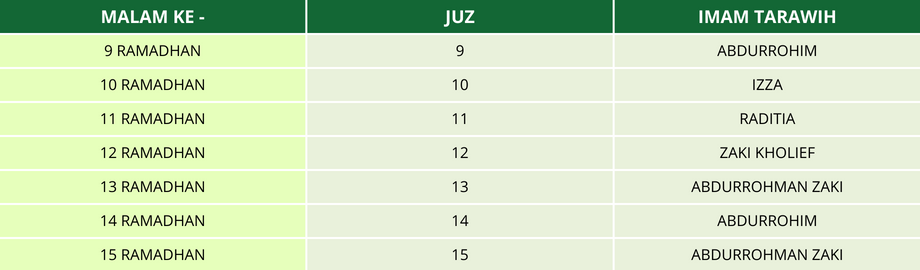 MALAM KE - JUZ IMAM TARAWIH
9 RAMADHAN 9 ABDURROHIM
10 RAMADHAN 10 IZZA
11 RAMADHAN 11 RADITIA
12 RAMADHAN 12 ZAKI KHOLIEF
13 RAMADHAN 13 ABDURROHMAN ZAKI
14 RAMADHAN 14 ABDURROHIM
15 RAMADHAN 15 ABDURROHMAN ZAKI